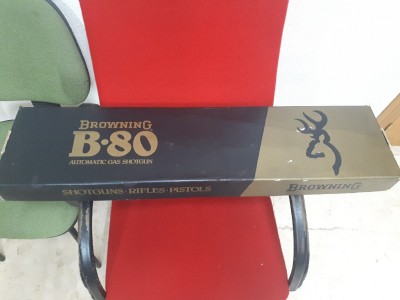 BROWNING
B·80
AUTOMATIC GAS SHOTGUN
SHOTGUNS · RIFLES · PISTOLS
BROWNING